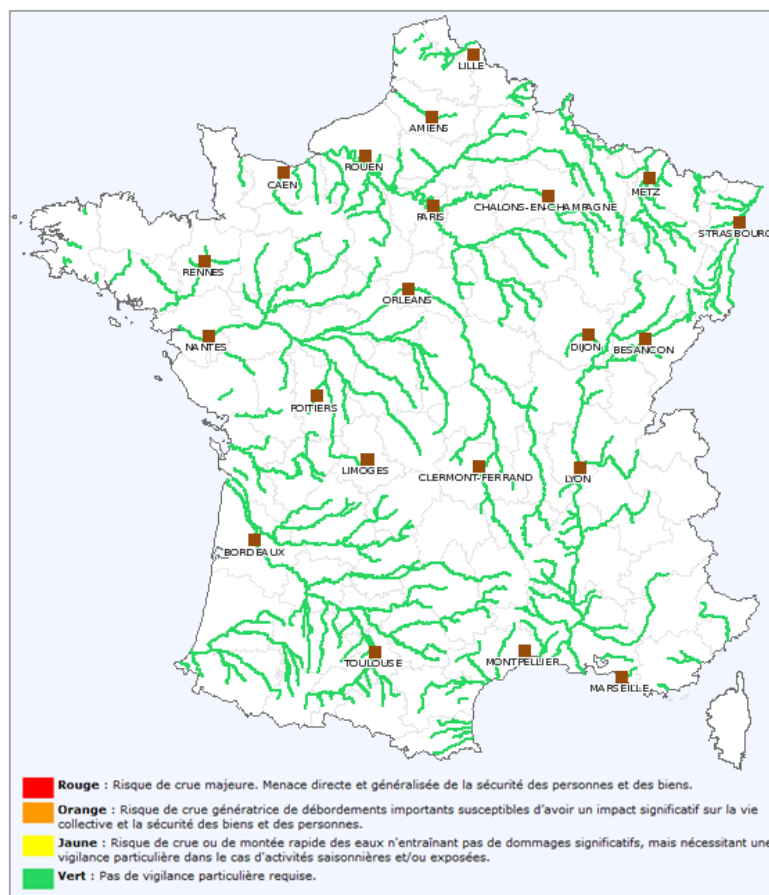 LILLE
AMIENS
ROUEN
CAEN
METZ
PARIS
CHALONS-EN-CHAMPAGNE
STRASBOURG
RENNES
ORLEANS
NANTES
DIJON
BESANCON
POITIERS
LIMOGES
CLERMONT-FERRAND
LYON
BORDEAUX
TOULOUSE
MONTPELLIER
MARSEILLE
Rouge : Risque de crue majeure. Menace directe et généralisée de la sécurité des personnes et des biens.
Orange : Risque de crue génératrice de débordements importants susceptibles d'avoir un impact significatif sur la vie
collective et la sécurité des biens et des personnes.
Jaune : Risque de crue ou de montée rapide des eaux n'entraînant pas de dommages significatifs, mais nécessitant une
vigilance particulière dans le cas d'activités saisonnières et/ou exposées.
Vert : Pas de vigilance particulière requise.